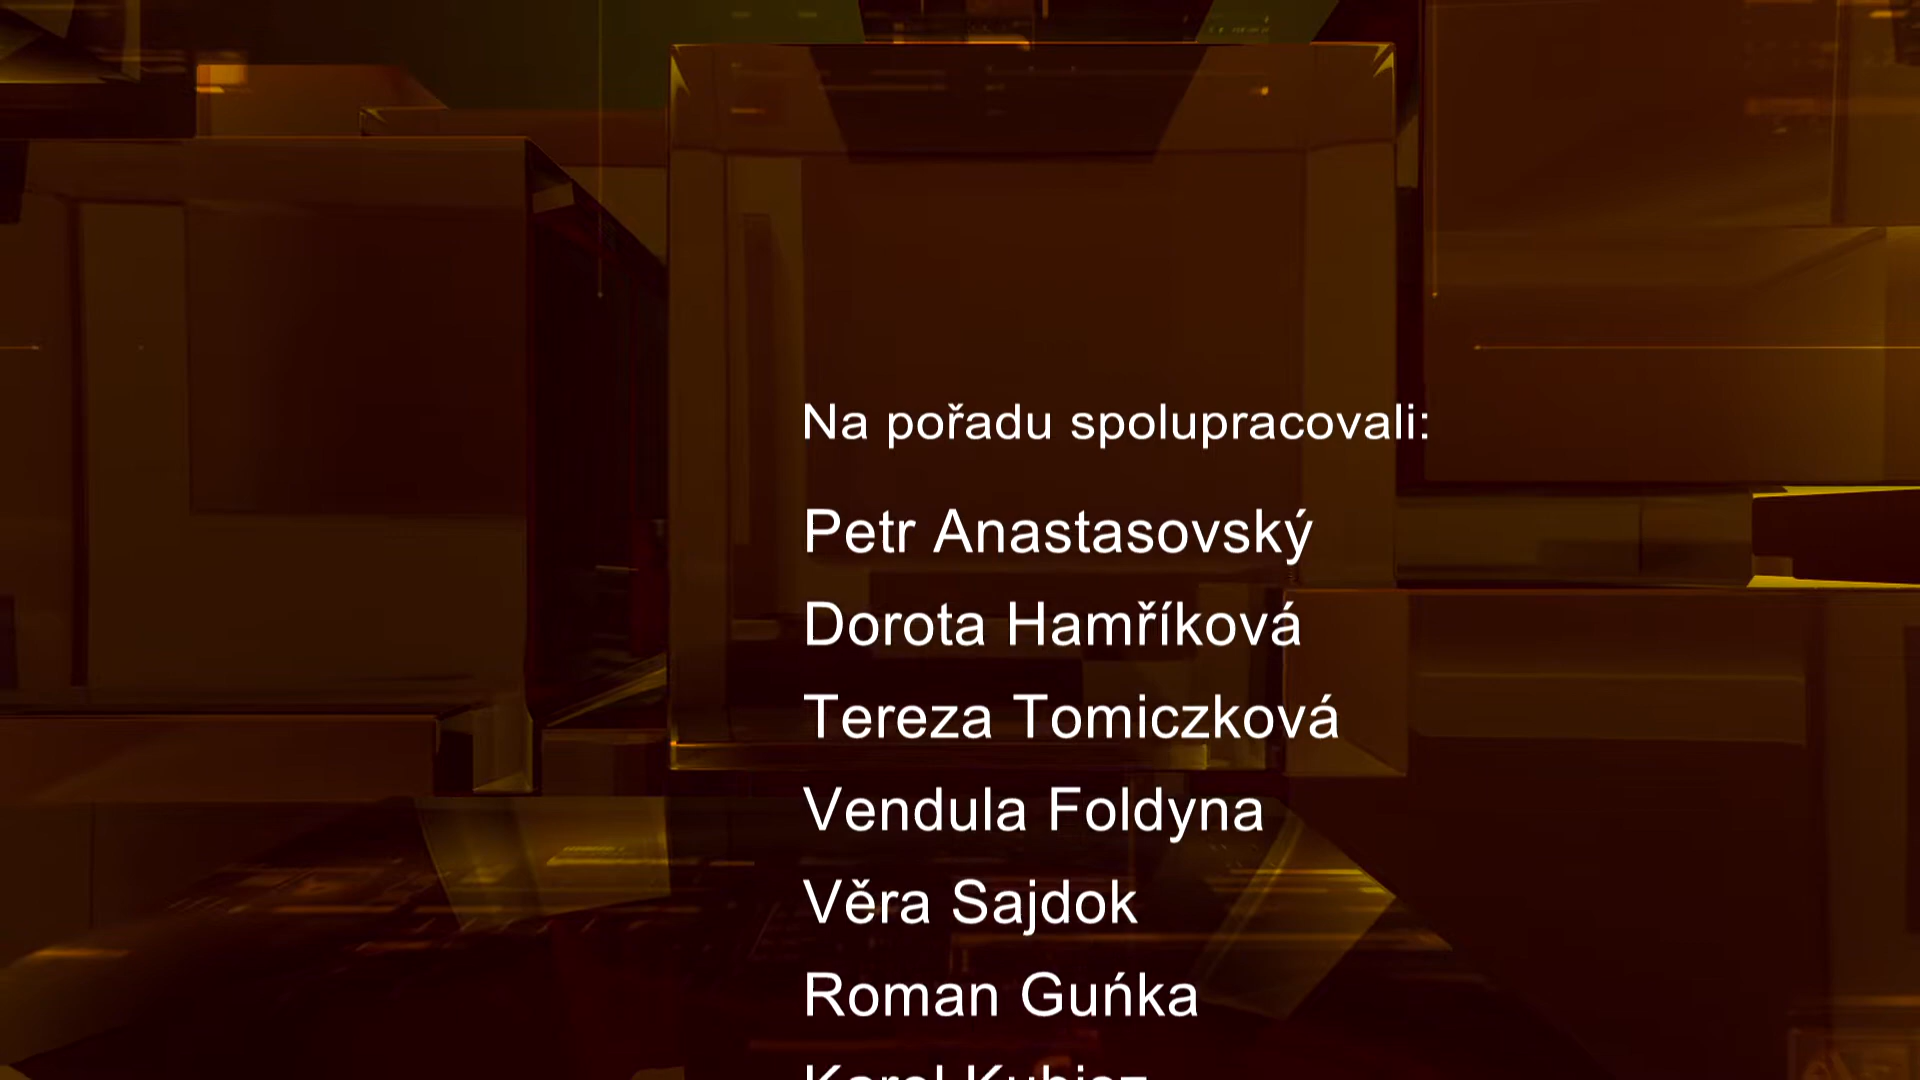 Na pořadu spolupracovali:
Petr Anastasovský
Dorota Hamříková
Tereza Tomiczková
Vendula Foldyna
Věra Sajdok
Roman Guńka